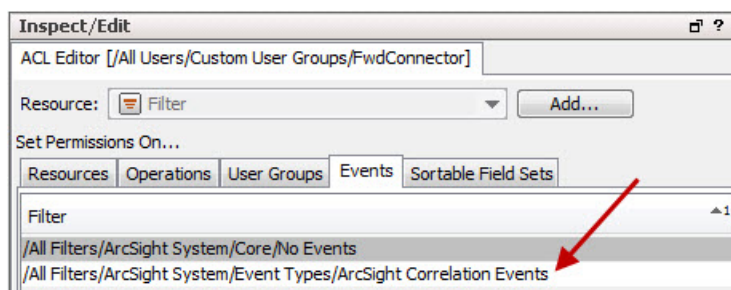 Inspect/Edit ?
ACL Editor [/All Users/Custom User Groups/FwdConnector]
Resource: Filter Add...
Set Permissions On...
Resources Operations User Groups Events Sortable Field Sets
Filter 1
/All Filters/ArcSight System/Core/No Events
/All Filters/ArcSight System/Event Types/ArcSight Correlation Events